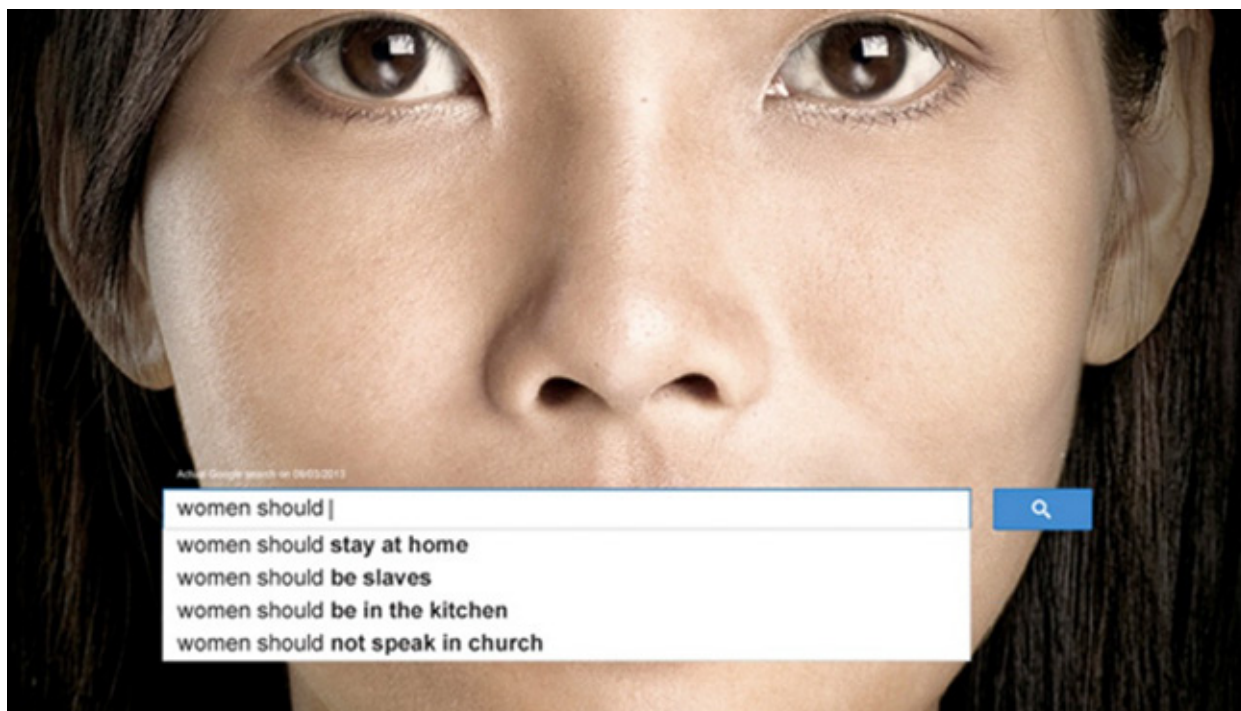 Actual Google search on 09/03/2013
women should
women should stay at home
women should be slaves
women should be in the kitchen
women should not speak in church